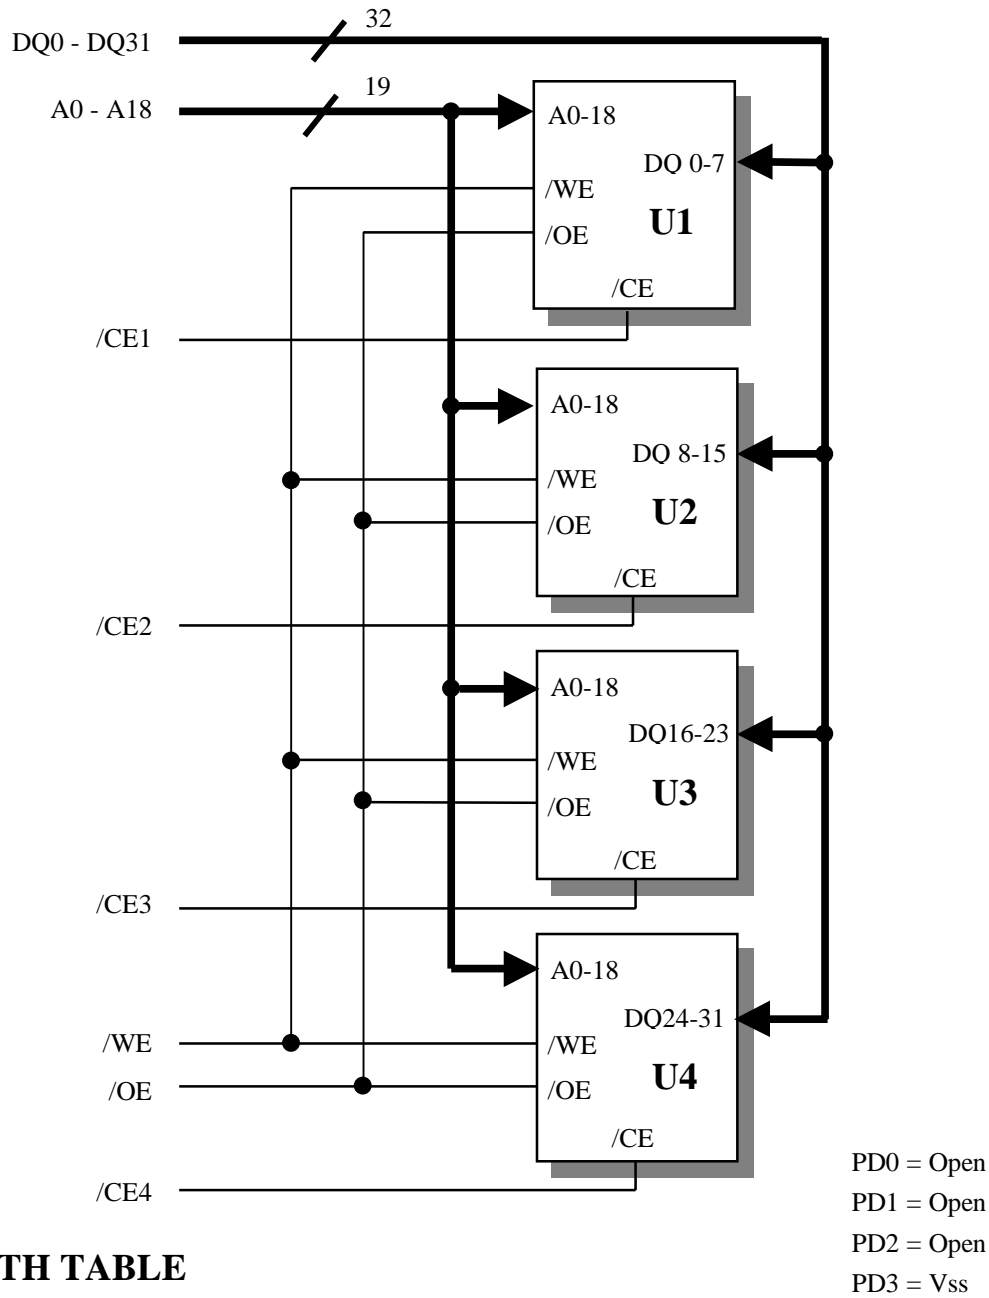 32
DQ0 - DQ31
19
A0 - A18
A0-18
DQ 0-7
/WE
U1
/OE
/CE
/CE1
A0-18
DQ 8-15
/WE
U2
/OE
/CE
/CE2
A0-18
DQ16-23
/WE
U3
/OE
/CE
/CE3
A0-18
DQ24-31
/WE
/WE
U4
/OE
/OE
/CE
/CE4
PD0 = Open
PD1 = Open
PD2 = Open
PD3 = Vss
TH TABLE